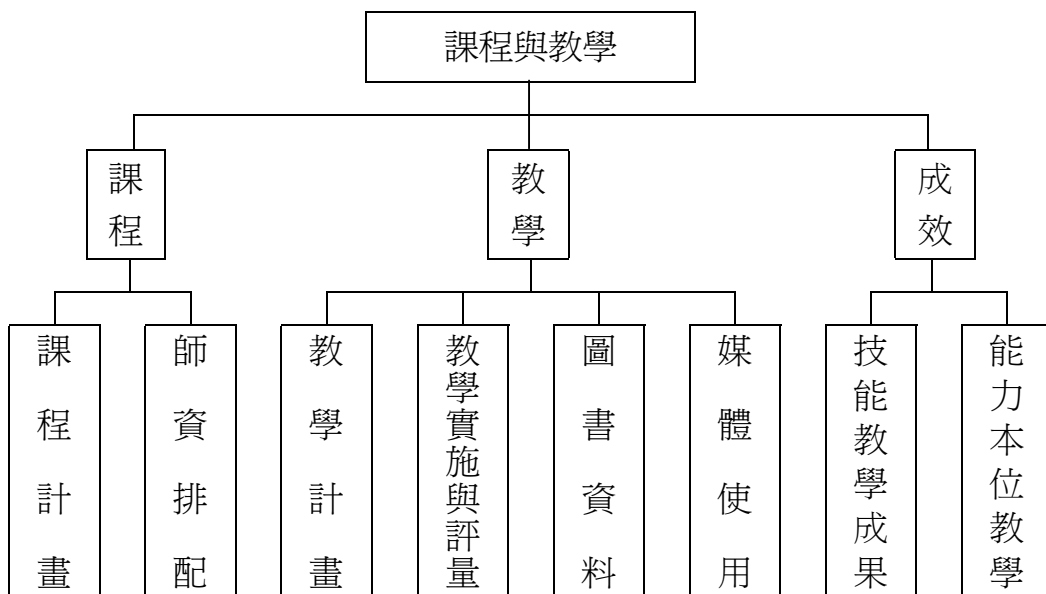 課程與教學
課程
教學
成效
課程計畫
師資排配
教學計畫
教學實施與評量
圖書資料
媒體使用
技能教學成果
能力本位教學